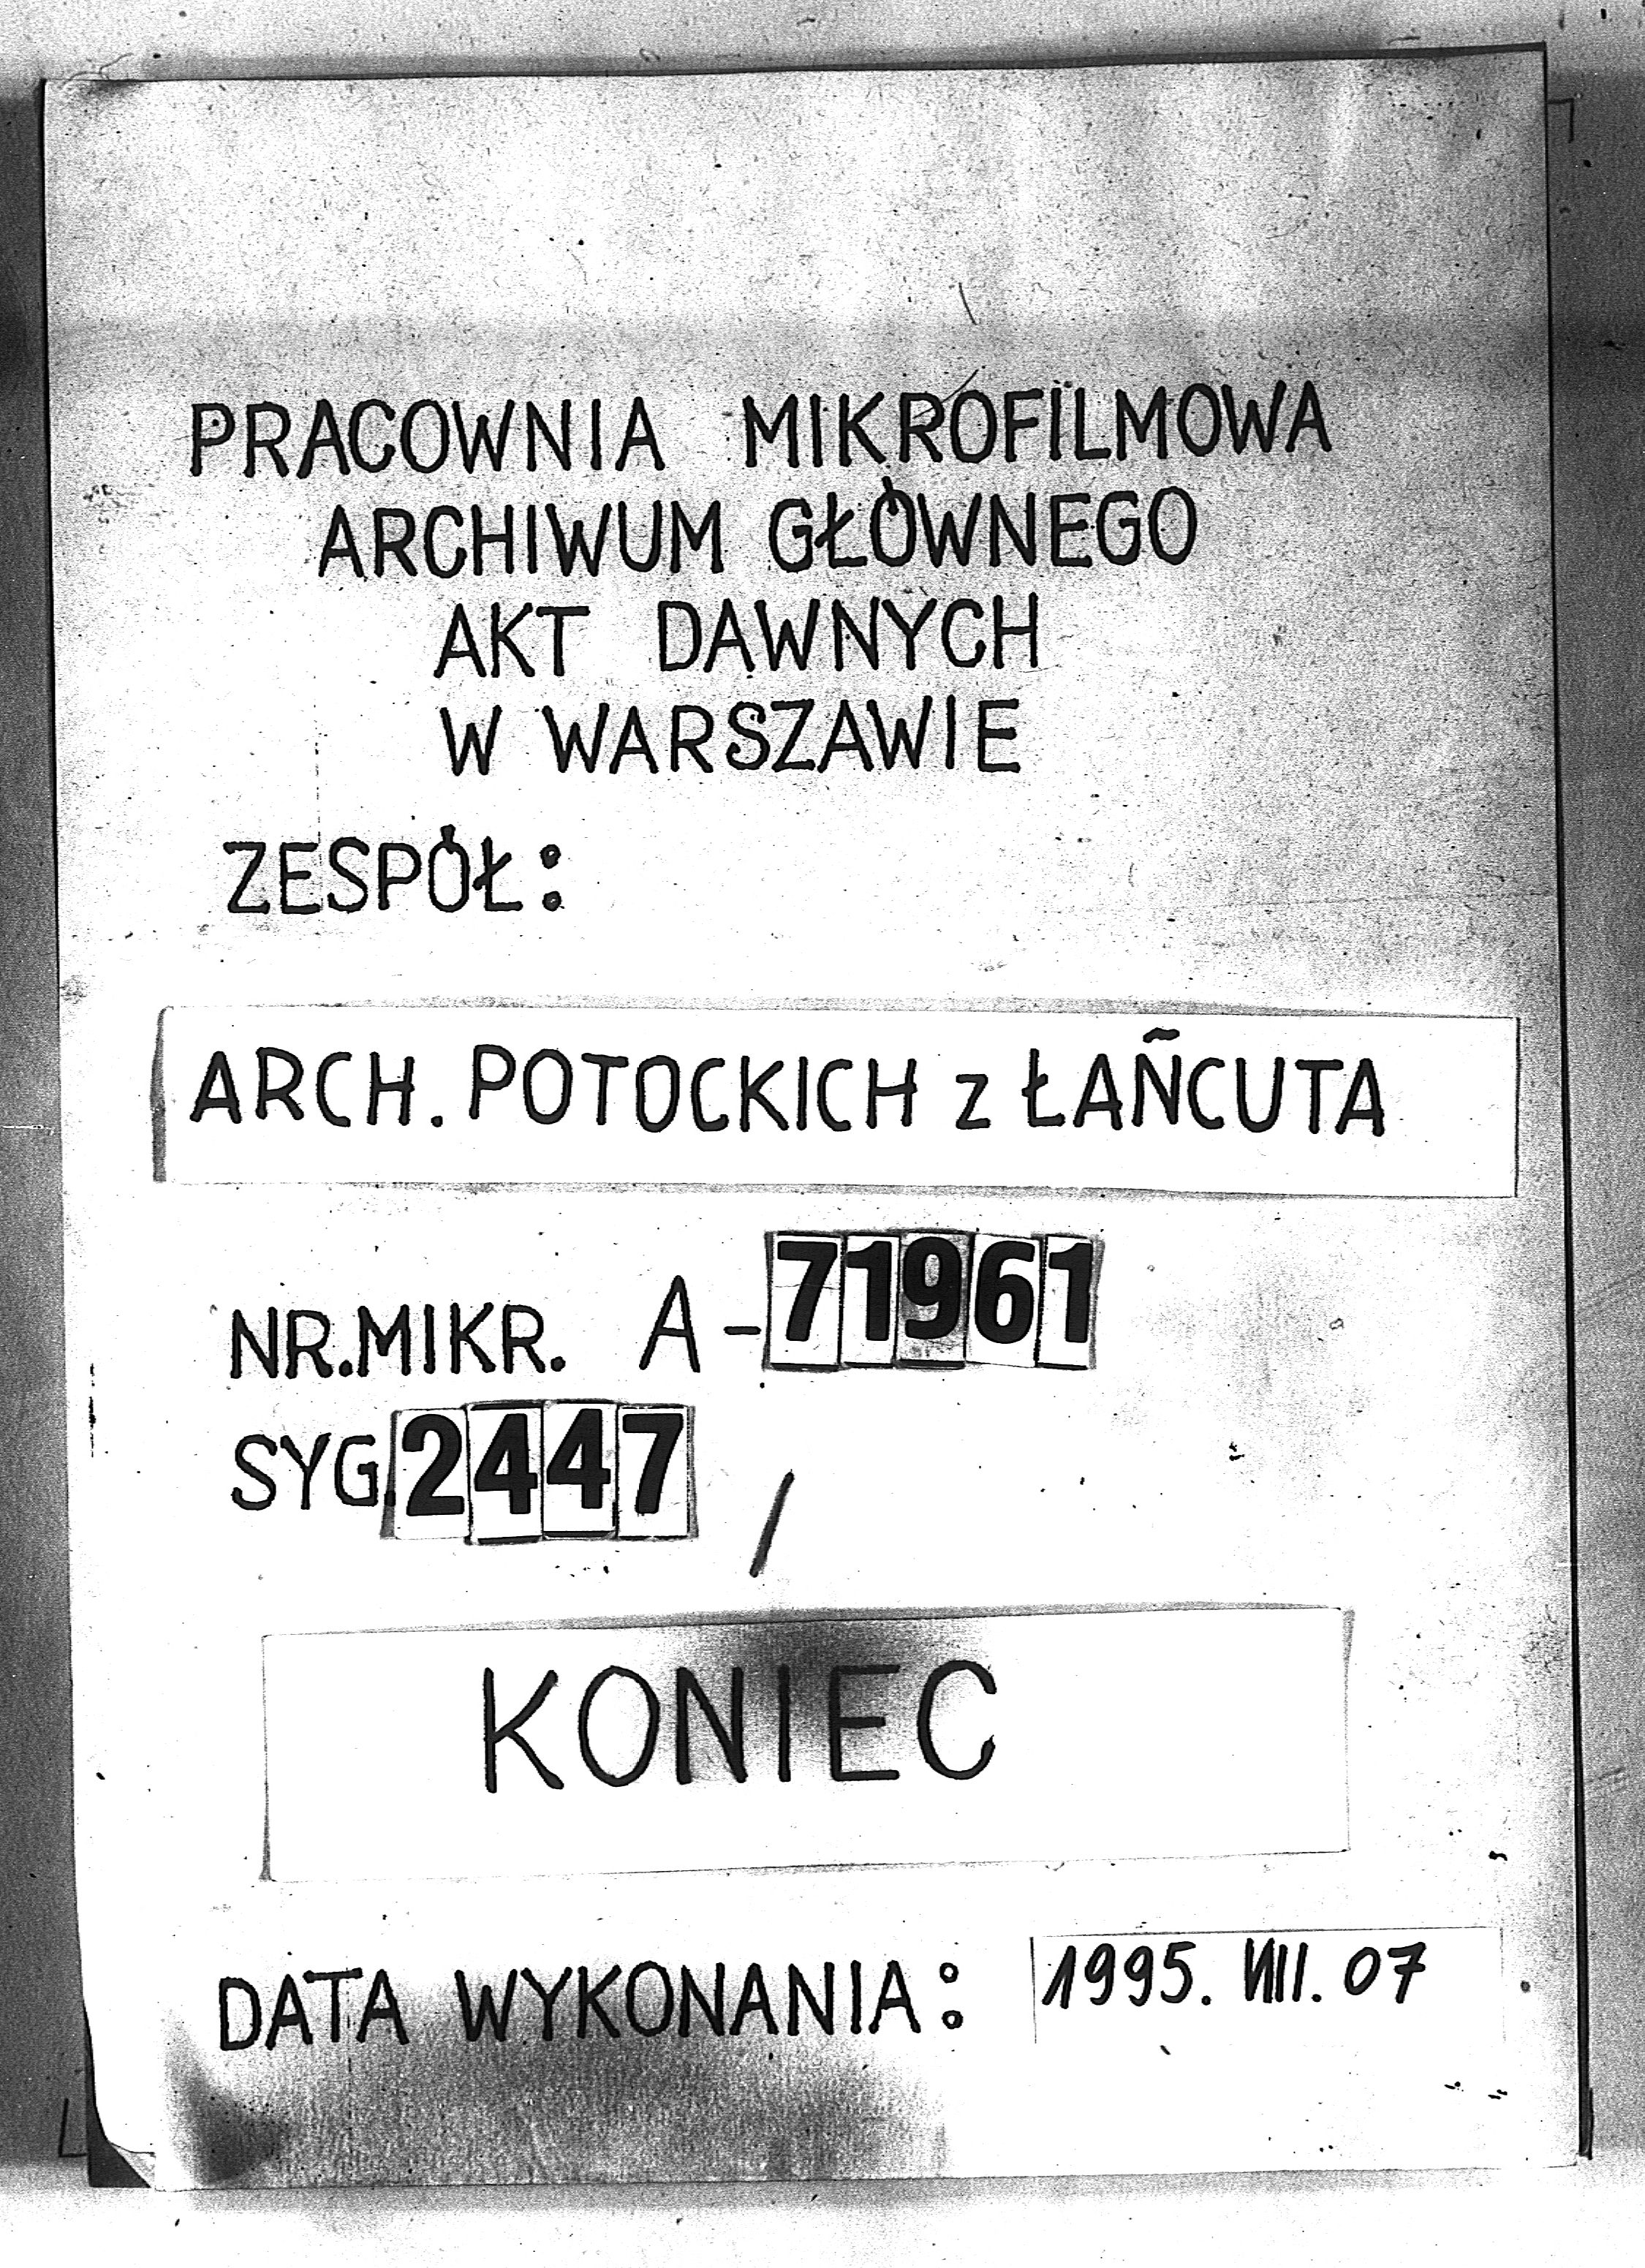 PRACOWNIA MIKROFILMOWA
ARCHIWUM GŁÓWNEGO
AKT DAWNYCH
W WARSZAWIE
ZESPÓŁ:
ARCH. POTOCKICH z ŁAŃCUTA
NR. MIKR. A-71961
SYG. 2447 /
KONIEC
DATA WYKONANIA: 1995. VIII. 07